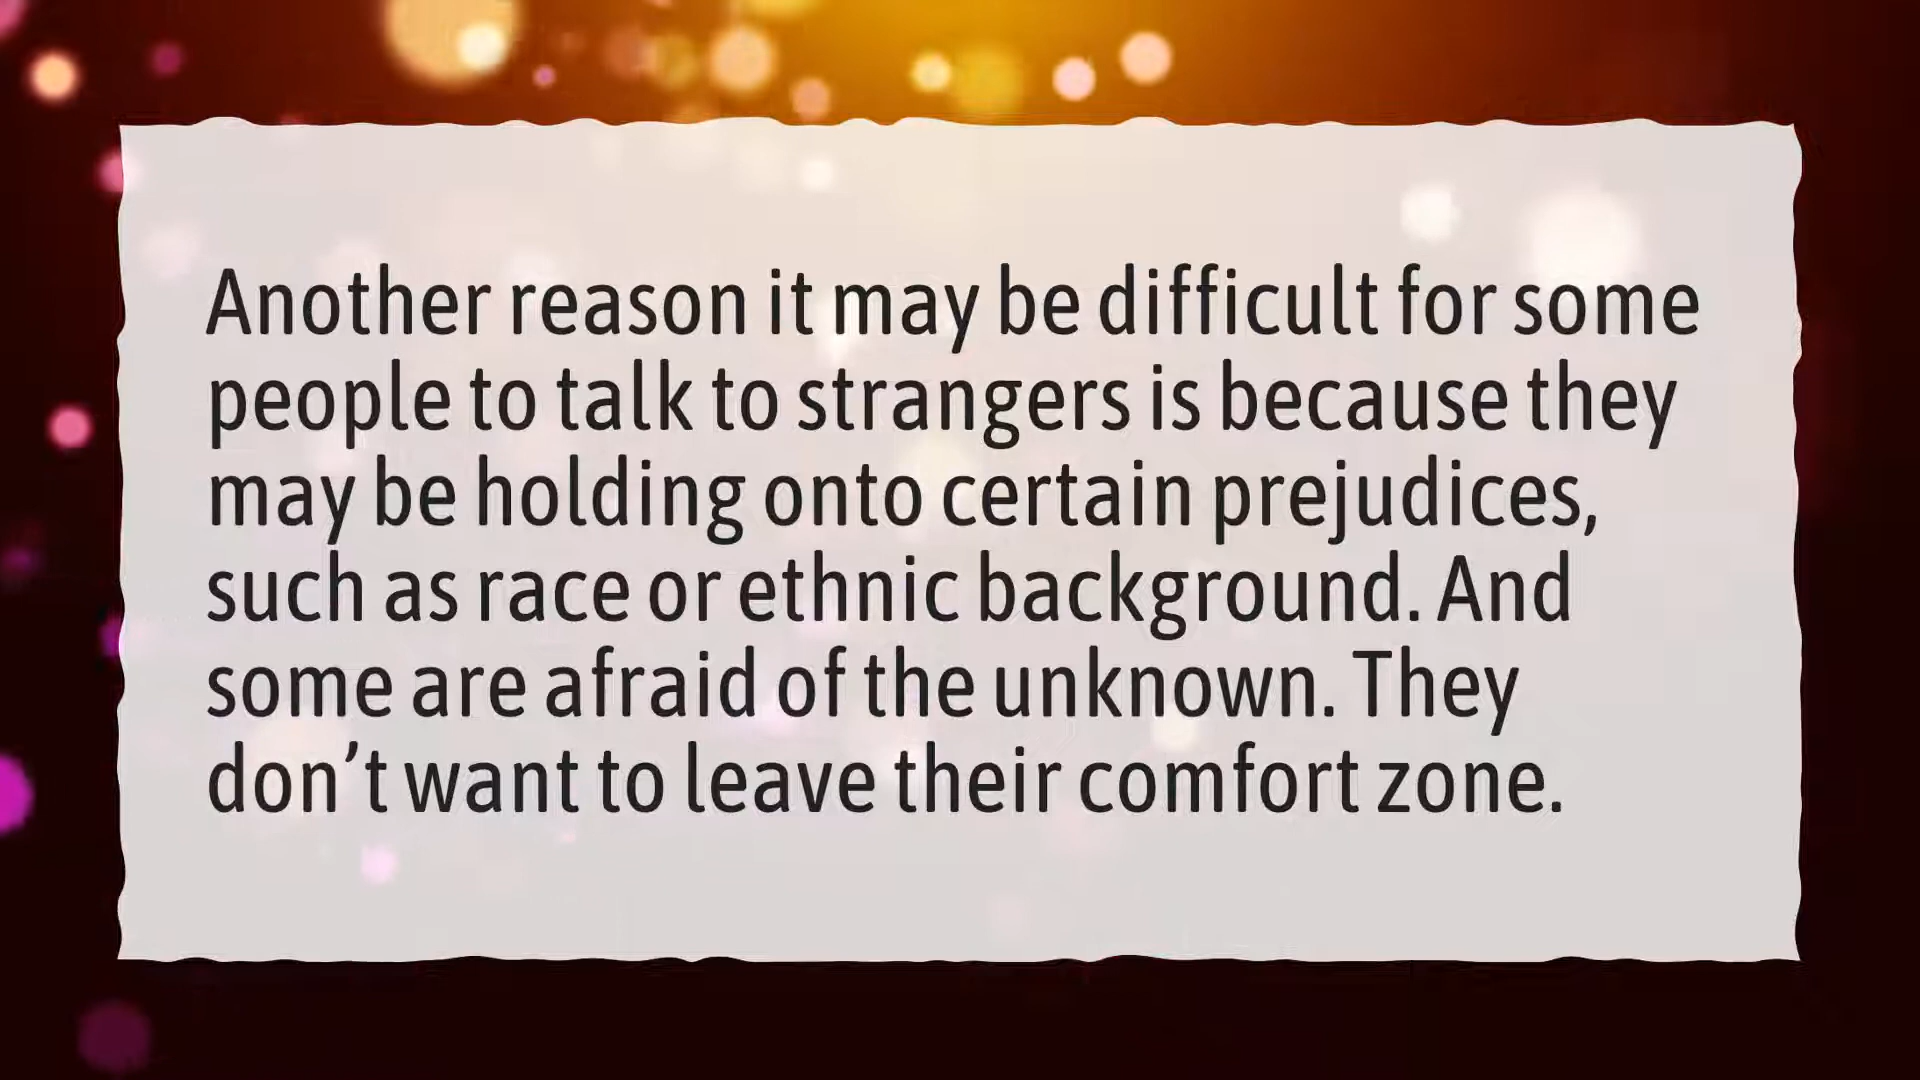 Another reason it may be difficult for some
people to talk to strangers is because they
may be holding onto certain prejudices,
such as race or ethnic background. And
some are afraid of the unknown. They
don’t want to leave their comfort zone.